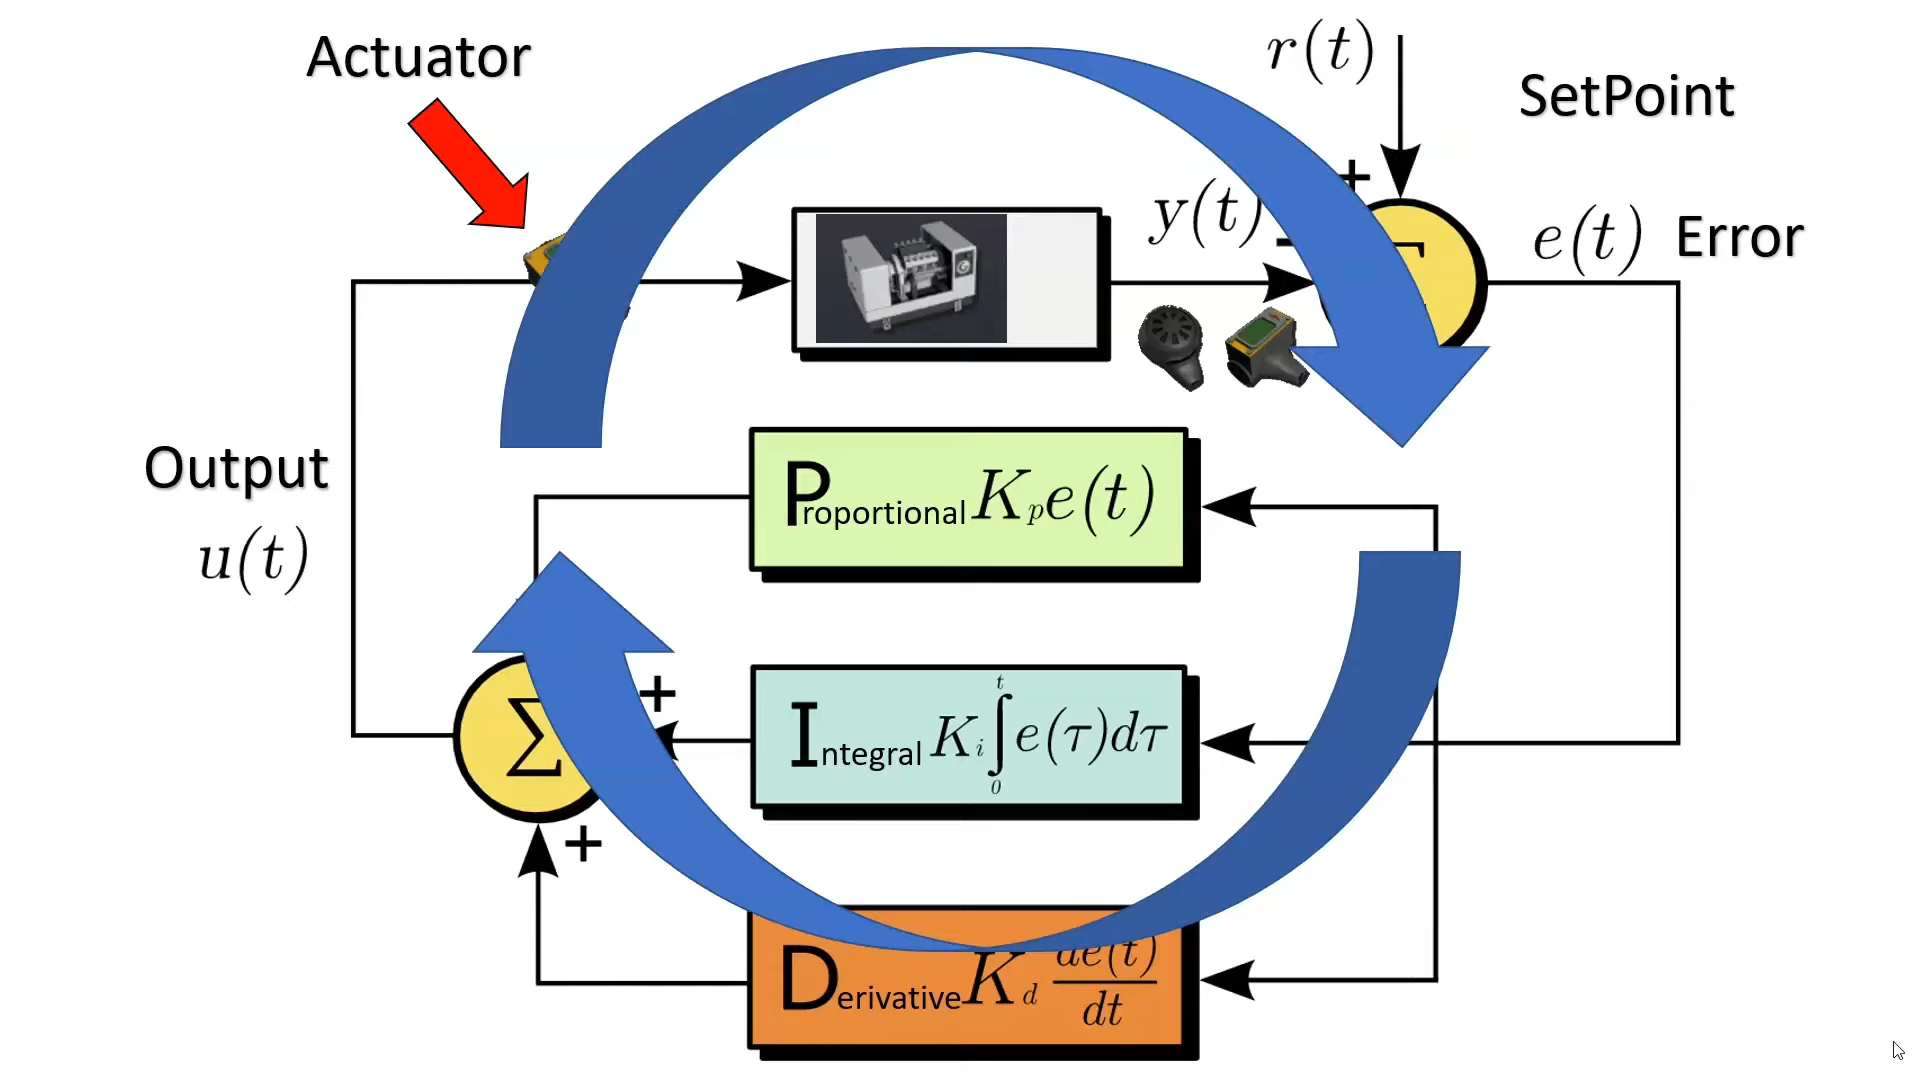 Actuator
r(t)
SetPoint
+
y(t)
-
e(t) Error
Output
u(t)
Proportional K_p e(t)
Integral K_i ∫_0^t e(τ)dτ
+
Σ
+
Derivative K_d de(t)/dt